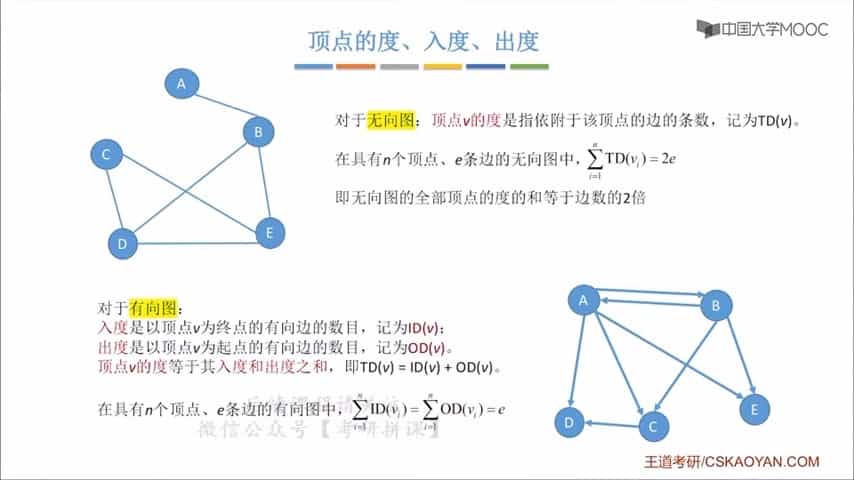 顶点的度、入度、出度
中国大学MOOC
A
B
C
D
E
对于无向图：顶点v的度是指依附于该顶点的边的条数，记为TD(v)。
在具有n个顶点、e条边的无向图中，∑ⁿᵢ₌₁ TD(vᵢ) = 2e
即无向图的全部顶点的度的和等于边数的2倍
对于有向图：
入度是以顶点v为终点的有向边的数目，记为ID(v)；
出度是以顶点v为起点的有向边的数目，记为OD(v)。
顶点v的度等于其入度和出度之和，即TD(v) = ID(v) + OD(v)。
在具有n个顶点、e条边的有向图中，∑ⁿᵢ₌₁ ID(vᵢ) = ∑ⁿᵢ₌₁ OD(vᵢ) = e
微信公众号【考研拼课】
A
B
D
C
E
王道考研/CSKAOYAN.COM